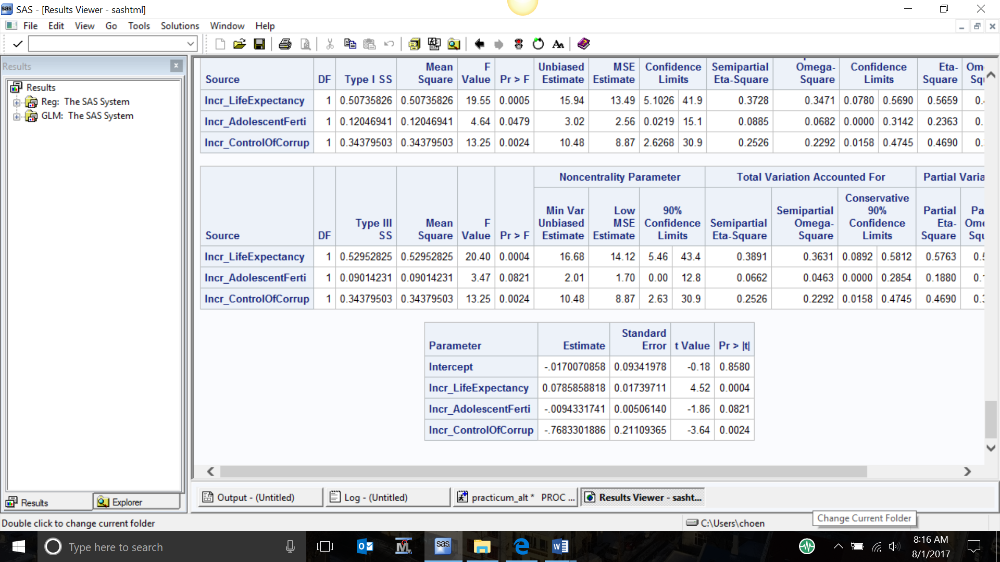 SAS - [Results Viewer - sashtml]
File Edit View Go Tools Solutions Window Help
Results
Results
Reg: The SAS System
GLM: The SAS System
Source DF Type I SS Mean Square F Value Pr > F Unbiased Estimate MSE Estimate Confidence Limits Semipartial Eta-Square Omega-Square Confidence Limits Eta-Square
Incr_LifeExpectancy 1 0.50735826 0.50735826 19.55 0.0005 15.94 13.49 5.1026 41.9 0.3728 0.3471 0.0780 0.5690 0.5659
Incr_AdolescentFerti 1 0.12046941 0.12046941 4.64 0.0479 3.02 2.56 0.0219 15.1 0.0885 0.0682 0.0000 0.3142 0.2363 0.
Incr_ControlOfCorrup 1 0.34379503 0.34379503 13.25 0.0024 10.48 8.87 2.6268 30.9 0.2526 0.2292 0.0158 0.4745 0.4690
Noncentrality Parameter Total Variation Accounted For Partial Varia
Source DF Type III SS Mean Square F Value Pr > F Min Var Unbiased Estimate Low MSE Estimate 90% Confidence Limits Semipartial Eta-Square Semipartial Omega-Square Conservative 90% Confidence Limits Partial Eta-Square
Incr_LifeExpectancy 1 0.52952825 0.52952825 20.40 0.0004 16.68 14.12 5.46 43.4 0.3891 0.3631 0.0892 0.5812 0.5763
Incr_AdolescentFerti 1 0.09014231 0.09014231 3.47 0.0821 2.01 1.70 0.00 12.8 0.0662 0.0463 0.0000 0.2854 0.1880
Incr_ControlOfCorrup 1 0.34379503 0.34379503 13.25 0.0024 10.48 8.87 2.63 30.9 0.2526 0.2292 0.0158 0.4745 0.4690
Parameter Estimate Standard Error t Value Pr > |t|
Intercept -.0170070858 0.09341978 -0.18 0.8580
Incr_LifeExpectancy 0.0785858818 0.01739711 4.52 0.0004
Incr_AdolescentFerti -.0094331741 0.00506140 -1.86 0.0821
Incr_ControlOfCorrup -.7683301886 0.21109365 -3.64 0.0024
Results Explorer
Output - (Untitled) Log - (Untitled) practicum_alt * PROC ... Results Viewer - sasht...
Double click to change current folder C:\Users\choen Change Current Folder
Type here to search
8:16 AM
8/1/2017